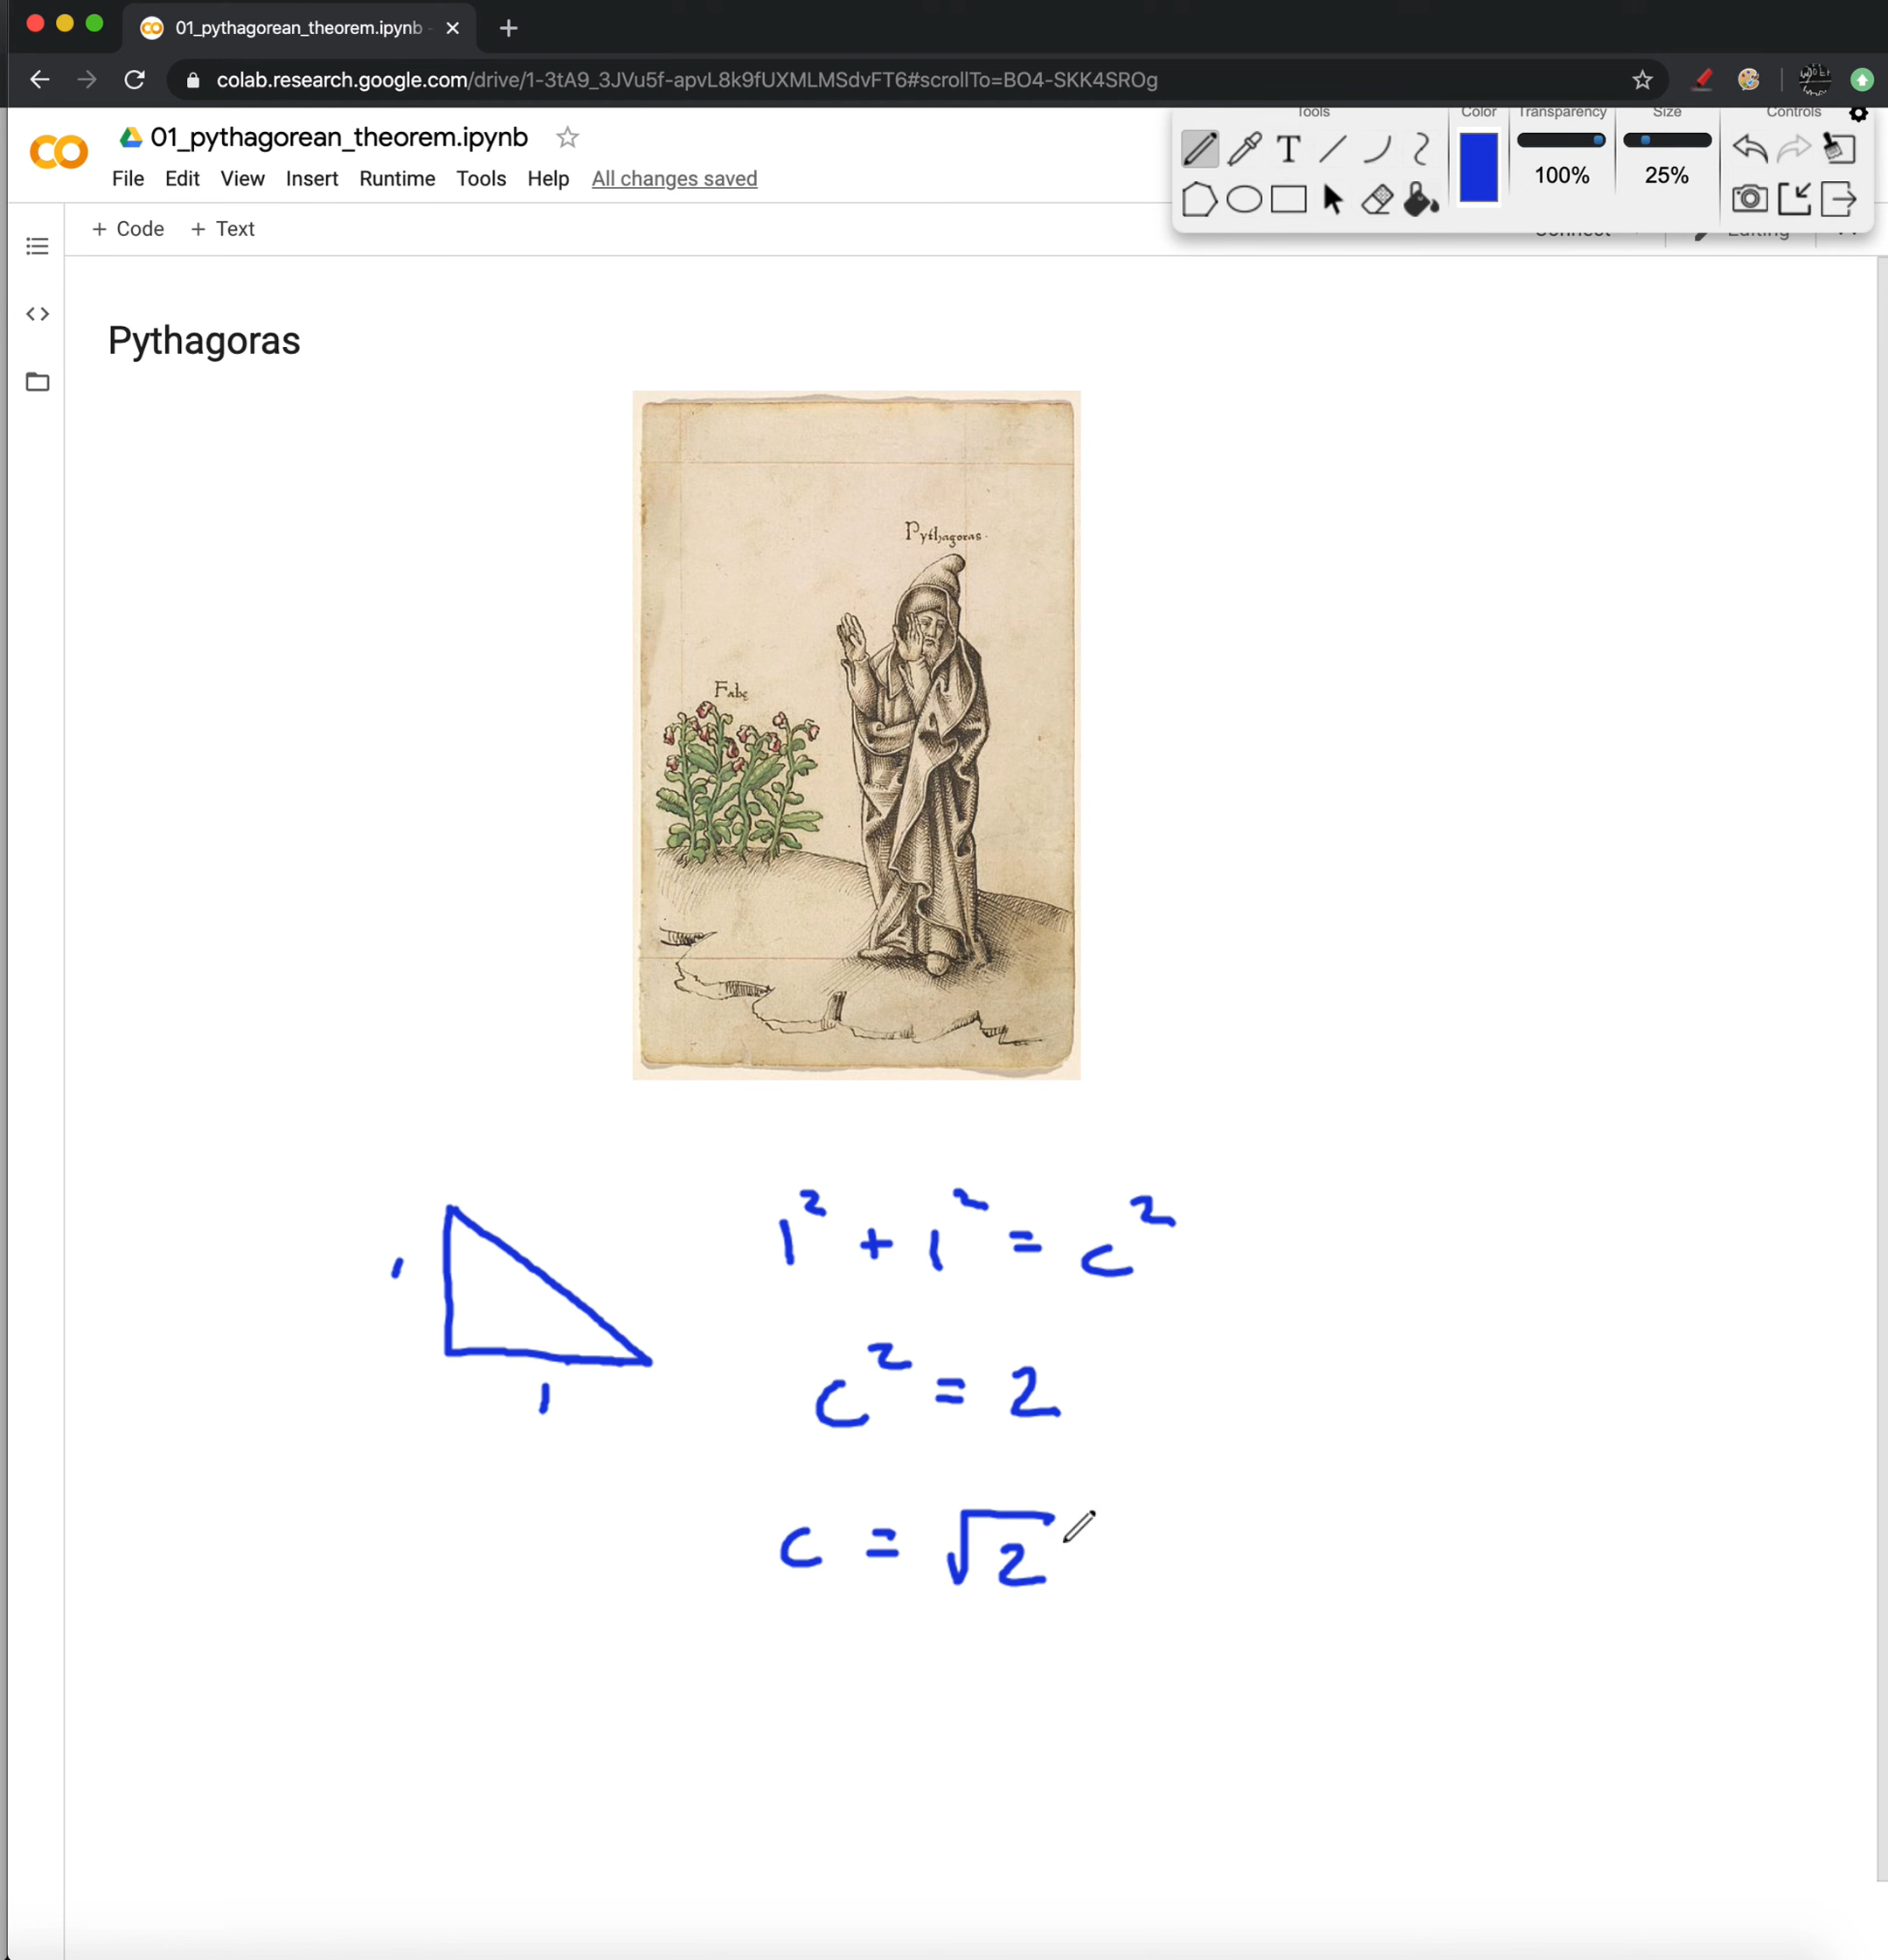 01_pythagorean_theorem.ipynb -
colab.research.google.com/drive/1-3tA9_3JVu5f-apvL8k9fUXMLMSdvFT6#scrollTo=BO4-SKK4SROg
01_pythagorean_theorem.ipynb
File Edit View Insert Runtime Tools Help All changes saved
Tools Color Transparency Size Controls
T
100% 25%
+ Code + Text
Connect Editing
Pythagoras
Pythagoras
Fabe
1² + 1² = c²
1
c² = 2
1
c = √2